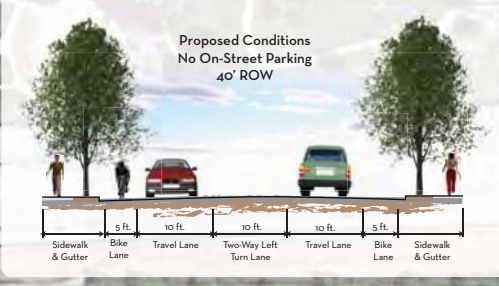 Proposed Conditions
No On-Street Parking
40' ROW
5 ft.
10 ft.
10 ft.
10 ft.
5 ft.
Sidewalk
& Gutter
Bike
Lane
Travel Lane
Two-Way Left
Turn Lane
Travel Lane
Bike
Lane
Sidewalk
& Gutter